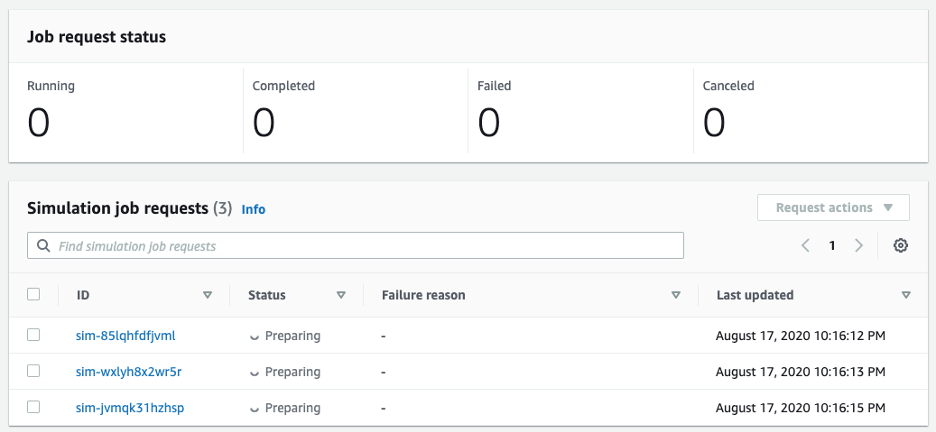 Job request status
Running Completed Failed Canceled
0 0 0 0
Simulation job requests (3) Info Request actions
Find simulation job requests 1
ID Status Failure reason Last updated
sim-85lqhfdfjvml Preparing - August 17, 2020 10:16:12 PM
sim-wxlyh8x2wr5r Preparing - August 17, 2020 10:16:13 PM
sim-jvmqk31hzhsp Preparing - August 17, 2020 10:16:15 PM